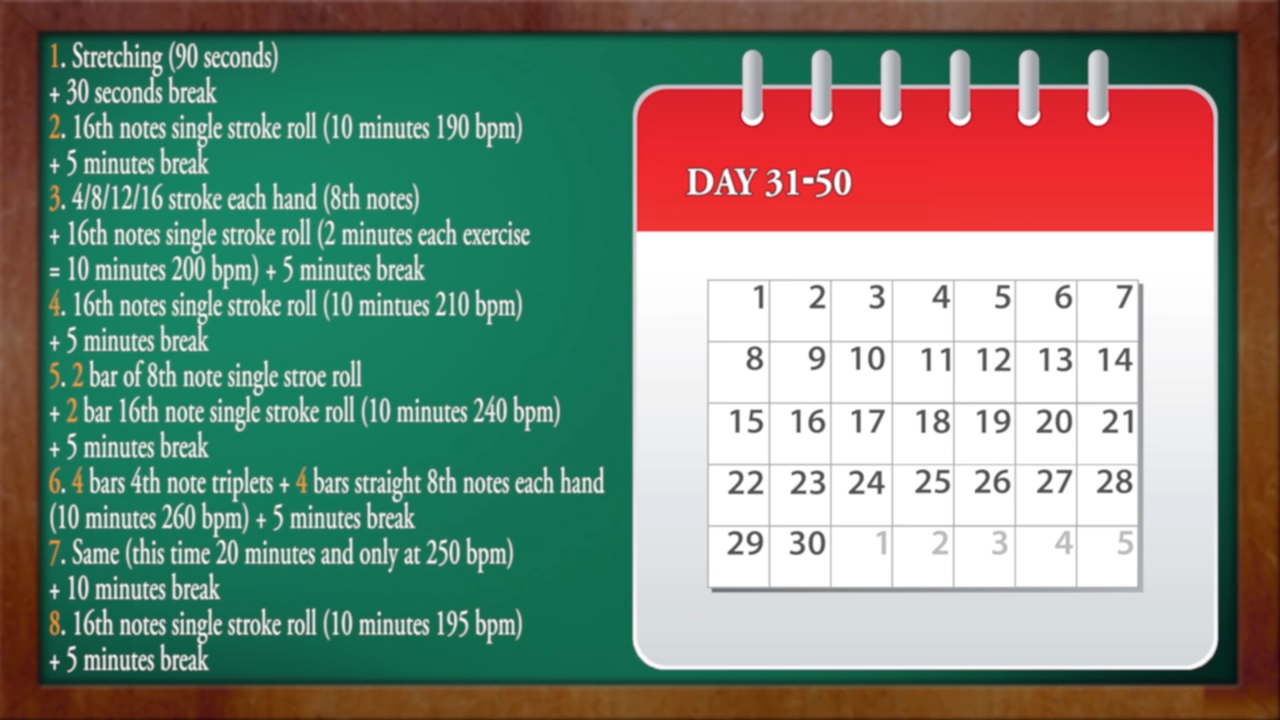 1. Stretching (90 seconds)
+ 30 seconds break
2. 16th notes single stroke roll (10 minutes 190 bpm)
+ 5 minutes break
3. 4/8/12/16 stroke each hand (8th notes)
+ 16th notes single stroke roll (2 minutes each exercise
= 10 minutes 200 bpm) + 5 minutes break
4. 16th notes single stroke roll (10 mintues 210 bpm)
+ 5 minutes break
5. 2 bar of 8th note single stroe roll
+ 2 bar 16th note single stroke roll (10 minutes 240 bpm)
+ 5 minutes break
6. 4 bars 4th note triplets + 4 bars straight 8th notes each hand
(10 minutes 260 bpm) + 5 minutes break
7. Same (this time 20 minutes and only at 250 bpm)
+ 10 minutes break
8. 16th notes single stroke roll (10 minutes 195 bpm)
+ 5 minutes break
DAY 31-50
1 2 3 4 5 6 7
8 9 10 11 12 13 14
15 16 17 18 19 20 21
22 23 24 25 26 27 28
29 30 1 2 3 4 5